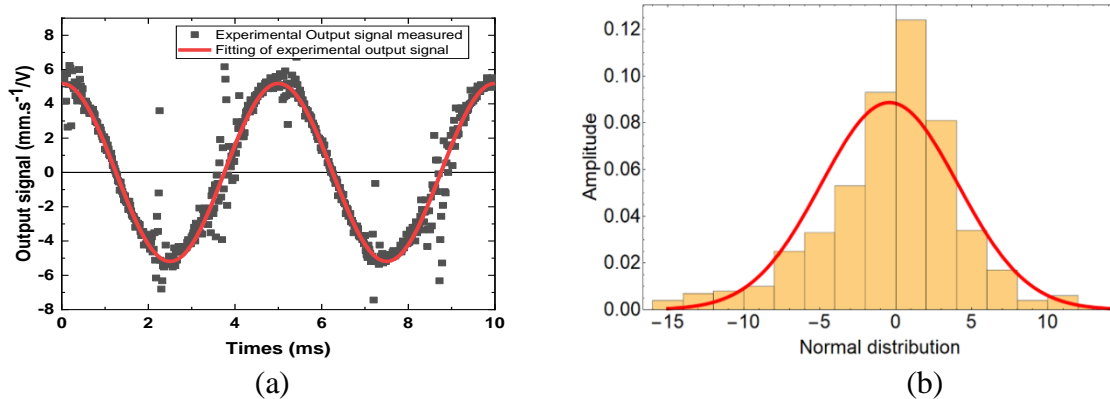 Experimental Output signal measured
Fitting of experimental output signal
8
6
4
2
0
-2
-4
-6
-8
Output signal (mm.s-1/V)
0 2 4 6 8 10
Times (ms)
(a)
0.12
0.10
0.08
0.06
0.04
0.02
0.00
Amplitude
−15 −10 −5 0 5 10
Normal distribution
(b)